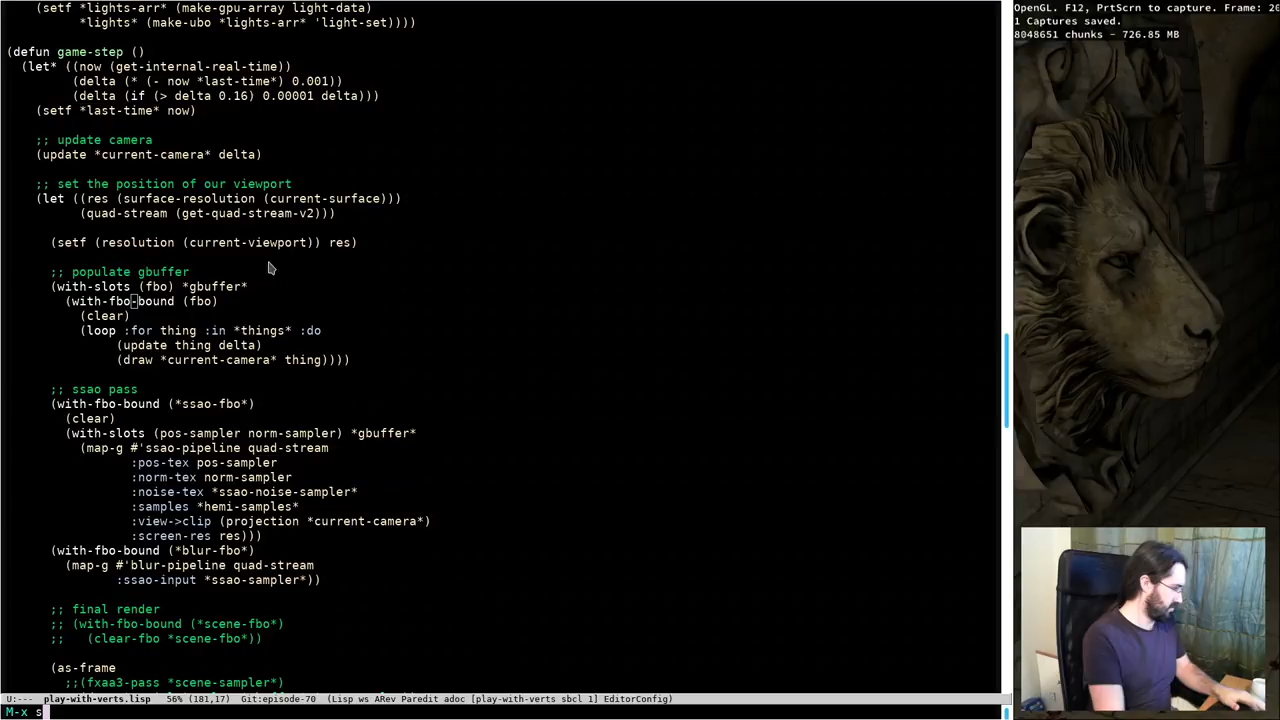 (setf *lights-arr* (make-gpu-array light-data)
*lights* (make-ubo *lights-arr* 'light-set))))
(defun game-step ()
(let* ((now (get-internal-real-time))
(delta (* (- now *last-time*) 0.001))
(delta (if (> delta 0.16) 0.00001 delta)))
(setf *last-time* now)
;; update camera
(update *current-camera* delta)
;; set the position of our viewport
(let ((res (surface-resolution (current-surface)))
(quad-stream (get-quad-stream-v2)))
(setf (resolution (current-viewport)) res)
;; populate gbuffer
(with-slots (fbo) *gbuffer*
(with-fbo-bound (fbo)
(clear)
(loop :for thing :in *things* :do
(update thing delta)
(draw *current-camera* thing))))
;; ssao pass
(with-fbo-bound (*ssao-fbo*)
(clear)
(with-slots (pos-sampler norm-sampler) *gbuffer*
(map-g #'ssao-pipeline quad-stream
:pos-tex pos-sampler
:norm-tex norm-sampler
:noise-tex *ssao-noise-sampler*
:samples *hemi-samples*
:view->clip (projection *current-camera*)
:screen-res res)))
(with-fbo-bound (*blur-fbo*)
(map-g #'blur-pipeline quad-stream
:ssao-input *ssao-sampler*))
;; final render
;; (with-fbo-bound (*scene-fbo*)
;;   (clear-fbo *scene-fbo*))
(as-frame
;;(fxaa3-pass *scene-sampler*)
U:--- play-with-verts.lisp 56% (181,17) Git:episode-70 (Lisp ws ARev Paredit adoc [play-with-verts sbcl 1] EditorConfig)
M-x s
OpenGL. F12, PrtScrn to capture. Frame: 20
1 Captures saved.
8048651 chunks - 726.85 MB